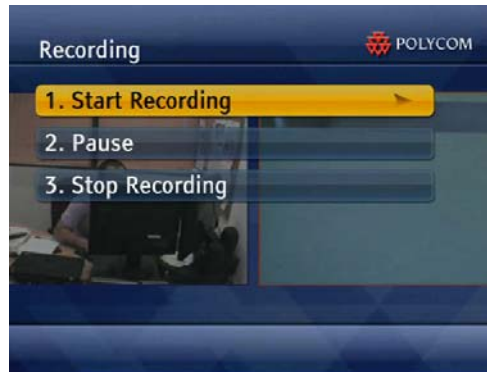 Recording
POLYCOM
1. Start Recording
2. Pause
3. Stop Recording